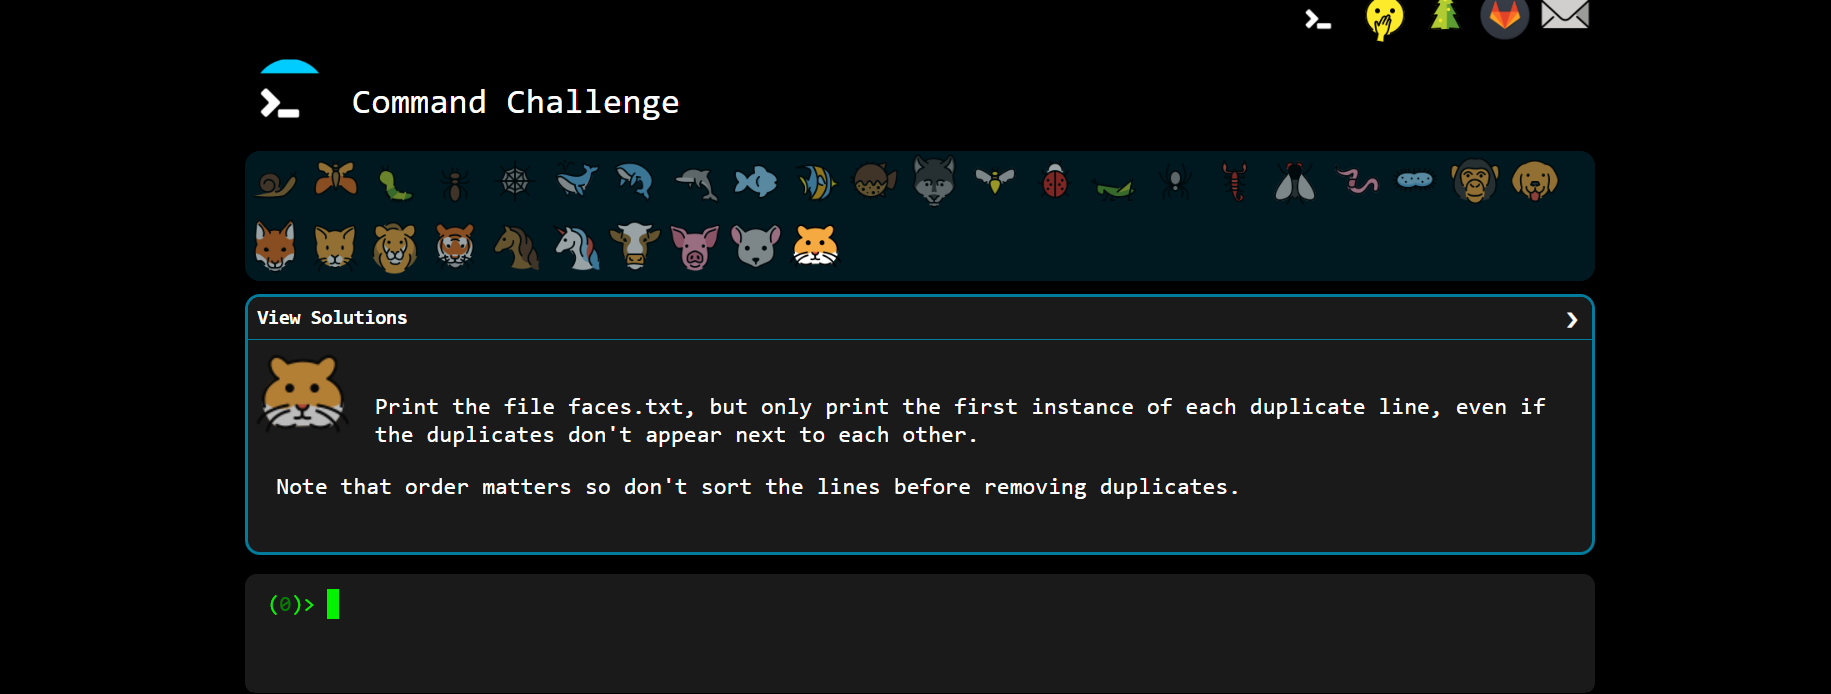 Command Challenge
View Solutions
Print the file faces.txt, but only print the first instance of each duplicate line, even if
the duplicates don't appear next to each other.
Note that order matters so don't sort the lines before removing duplicates.
(0)>